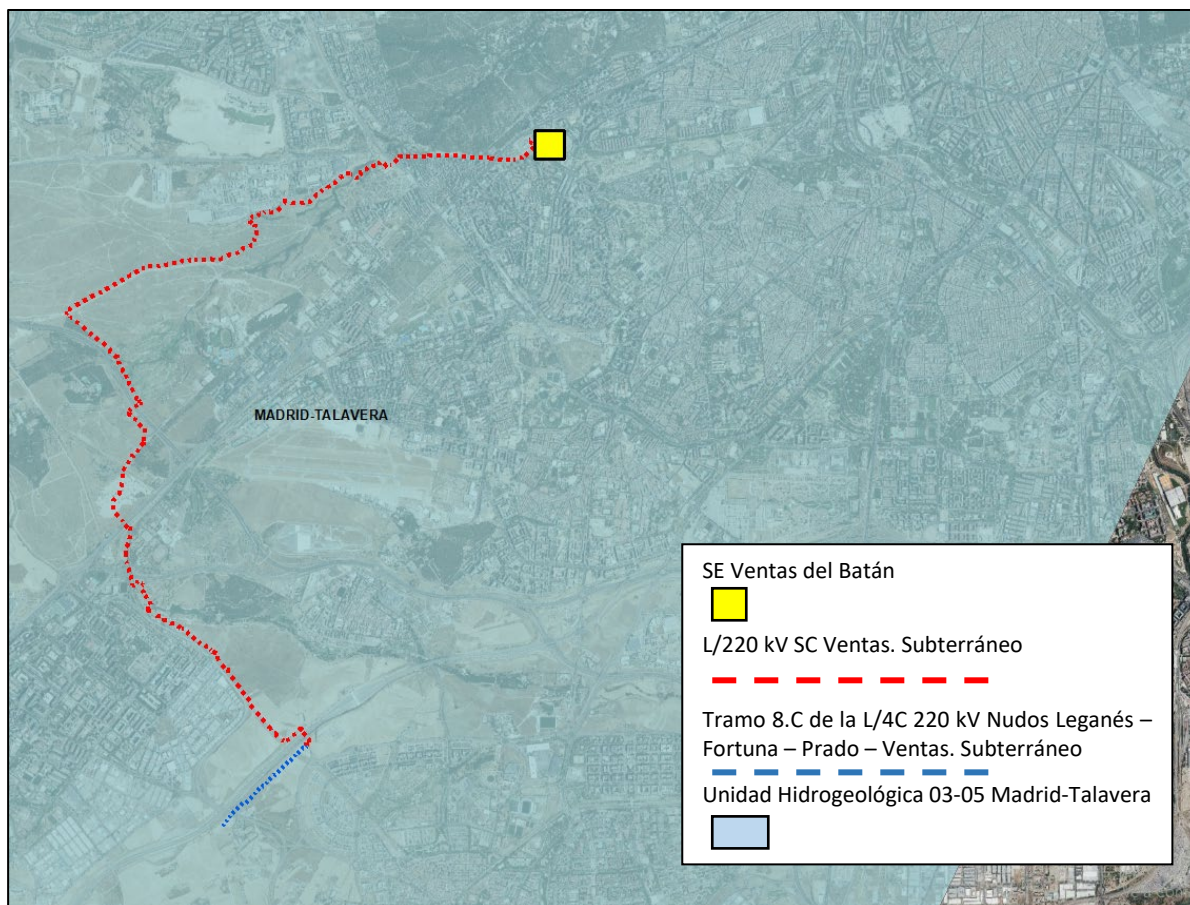 MADRID-TALAVERA
SE Ventas del Batán
L/220 kV SC Ventas. Subterráneo
Tramo 8.C de la L/4C 220 kV Nudos Leganés –
Fortuna – Prado – Ventas. Subterráneo
Unidad Hidrogeológica 03-05 Madrid-Talavera